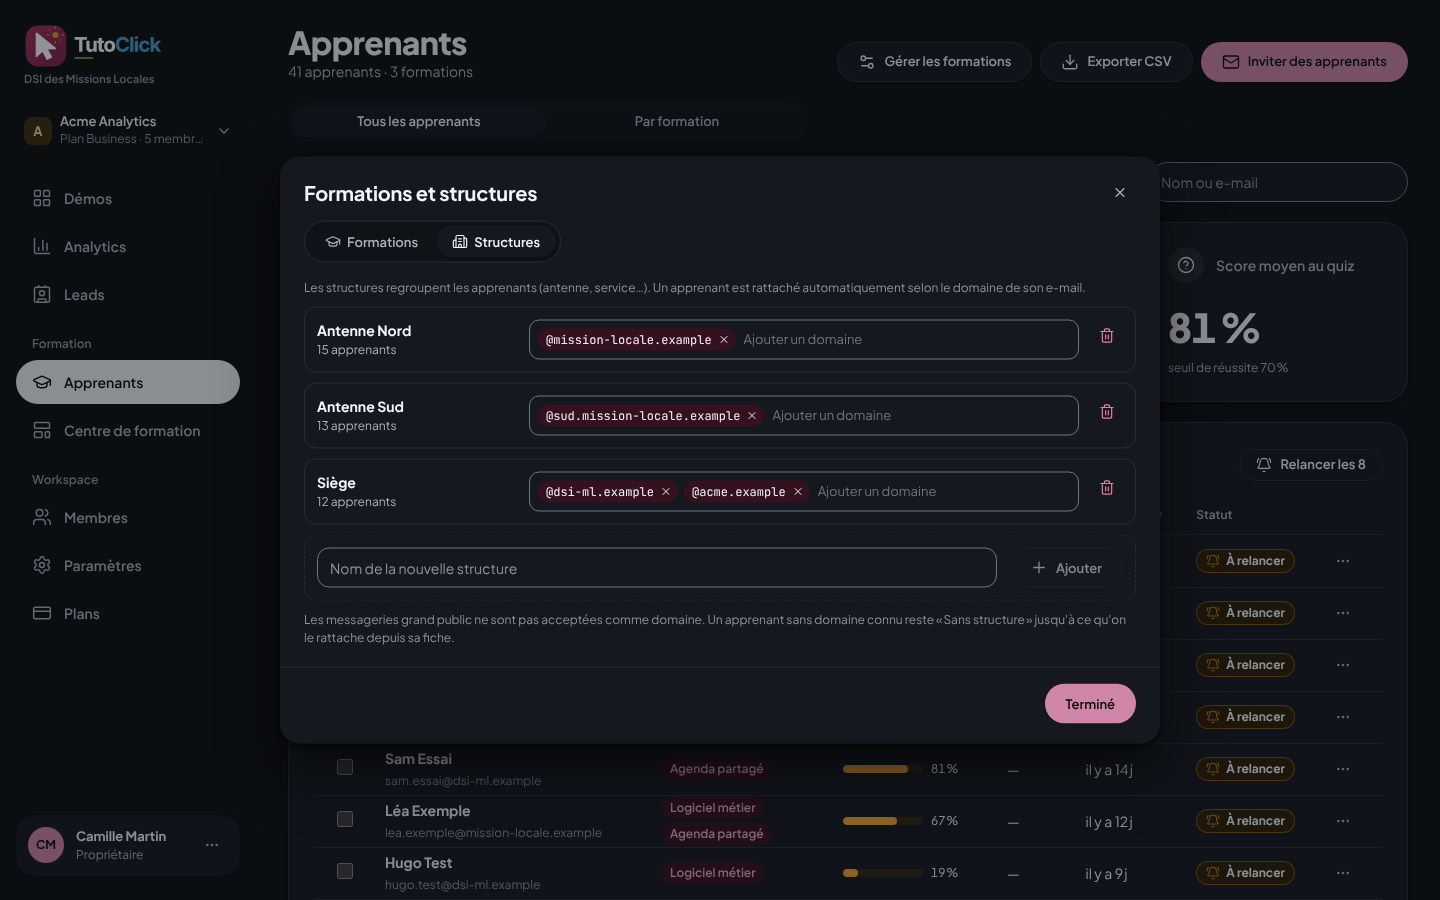 TutoClick
DSI des Missions Locales
A
Acme Analytics
Plan Business · 5 membr...
Démos
Analytics
Leads
Formation
Apprenants
Centre de formation
Workspace
Membres
Paramètres
Plans
CM
Camille Martin
Propriétaire
Apprenants
41 apprenants · 3 formations
Gérer les formations
Exporter CSV
Inviter des apprenants
Tous les apprenants
Par formation
Nom ou e-mail
Score moyen au quiz
81 %
seuil de réussite 70 %
Relancer les 8
Statut
À relancer
À relancer
À relancer
À relancer
Formations et structures
Formations
Structures
Les structures regroupent les apprenants (antenne, service…). Un apprenant est rattaché automatiquement selon le domaine de son e-mail.
Antenne Nord
15 apprenants
@mission-locale.example
Ajouter un domaine
Antenne Sud
13 apprenants
@sud.mission-locale.example
Ajouter un domaine
Siège
12 apprenants
@dsi-ml.example
@acme.example
Ajouter un domaine
Nom de la nouvelle structure
Ajouter
Les messageries grand public ne sont pas acceptées comme domaine. Un apprenant sans domaine connu reste « Sans structure » jusqu'à ce qu'on
le rattache depuis sa fiche.
Terminé
Sam Essai
sam.essai@dsi-ml.example
Agenda partagé
81 %
—
il y a 14 j
À relancer
Léa Exemple
lea.exemple@mission-locale.example
Logiciel métier
Agenda partagé
67 %
—
il y a 12 j
À relancer
Hugo Test
hugo.test@dsi-ml.example
Logiciel métier
19 %
—
il y a 9 j
À relancer